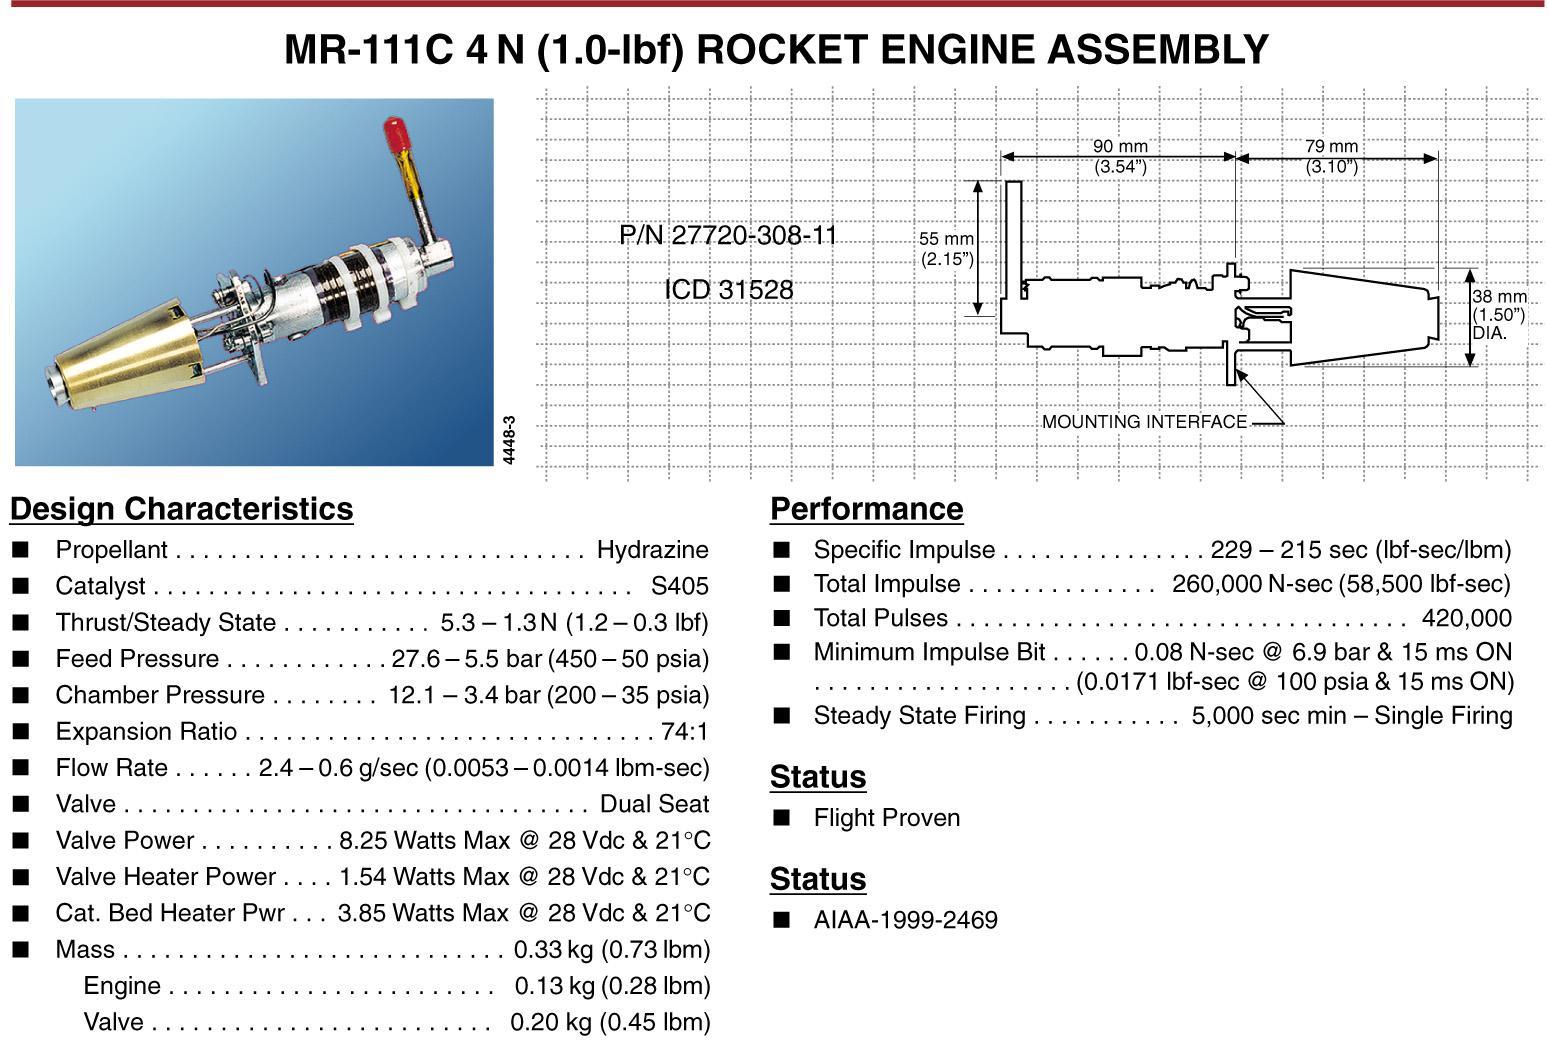 MR-111C 4 N (1.0-lbf) ROCKET ENGINE ASSEMBLY
4448-3
P/N 27720-308-11
ICD 31528
90 mm
(3.54”)
79 mm
(3.10”)
55 mm
(2.15”)
38 mm
(1.50”)
DIA.
MOUNTING INTERFACE
Design Characteristics
■ Propellant . . . . . . . . . . . . . . . . . . . . . . . . . . . . . . Hydrazine
■ Catalyst . . . . . . . . . . . . . . . . . . . . . . . . . . . . . . . . . . . S405
■ Thrust/Steady State . . . . . . . . . . . 5.3 – 1.3 N (1.2 – 0.3 lbf)
■ Feed Pressure . . . . . . . . . . . . 27.6 – 5.5 bar (450 – 50 psia)
■ Chamber Pressure . . . . . . . . 12.1 – 3.4 bar (200 – 35 psia)
■ Expansion Ratio . . . . . . . . . . . . . . . . . . . . . . . . . . . . . . 74:1
■ Flow Rate . . . . . . 2.4 – 0.6 g/sec (0.0053 – 0.0014 lbm-sec)
■ Valve . . . . . . . . . . . . . . . . . . . . . . . . . . . . . . . . . . Dual Seat
■ Valve Power . . . . . . . . . . 8.25 Watts Max @ 28 Vdc & 21°C
■ Valve Heater Power . . . . 1.54 Watts Max @ 28 Vdc & 21°C
■ Cat. Bed Heater Pwr . . . 3.85 Watts Max @ 28 Vdc & 21°C
■ Mass . . . . . . . . . . . . . . . . . . . . . . . . . . . . 0.33 kg (0.73 lbm)
Engine . . . . . . . . . . . . . . . . . . . . . . . . 0.13 kg (0.28 lbm)
Valve . . . . . . . . . . . . . . . . . . . . . . . . . 0.20 kg (0.45 lbm)
Performance
■ Specific Impulse . . . . . . . . . . . . . . . 229 – 215 sec (lbf-sec/lbm)
■ Total Impulse . . . . . . . . . . . . . . 260,000 N-sec (58,500 lbf-sec)
■ Total Pulses . . . . . . . . . . . . . . . . . . . . . . . . . . . . . . . . . 420,000
■ Minimum Impulse Bit . . . . . . 0.08 N-sec @ 6.9 bar & 15 ms ON
. . . . . . . . . . . . . . . . . . . (0.0171 lbf-sec @ 100 psia & 15 ms ON)
■ Steady State Firing . . . . . . . . . . . 5,000 sec min – Single Firing
Status
■ Flight Proven
Status
■ AIAA-1999-2469